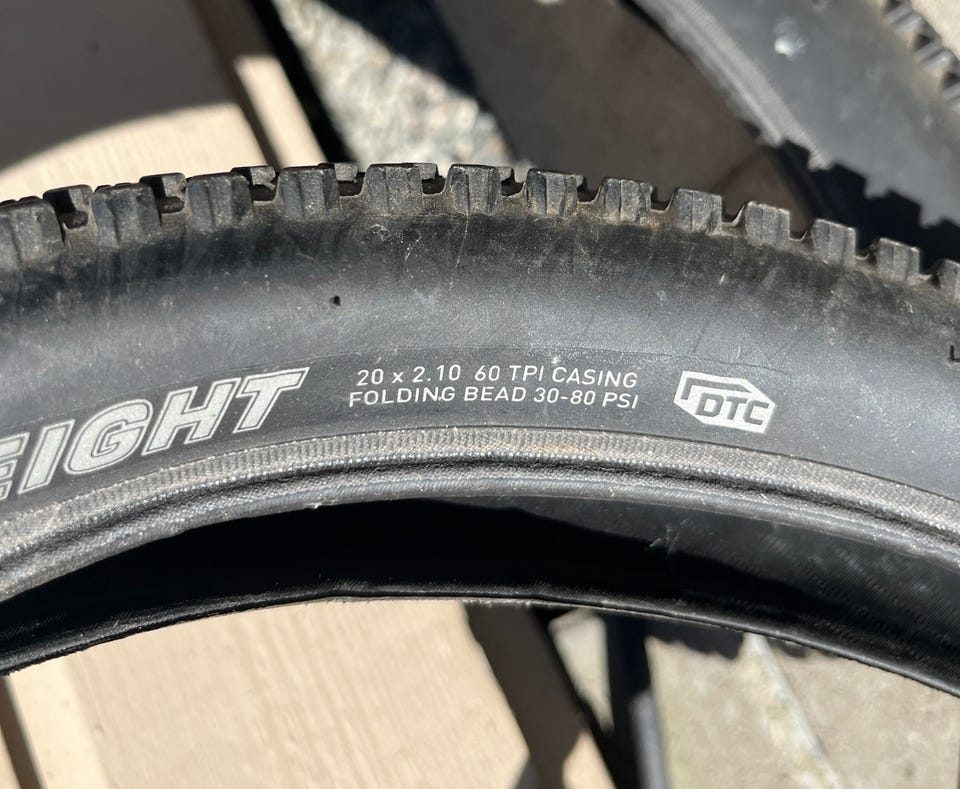 EIGHT
20 x 2.10 60 TPI CASING
FOLDING BEAD 30-80 PSI
DTC